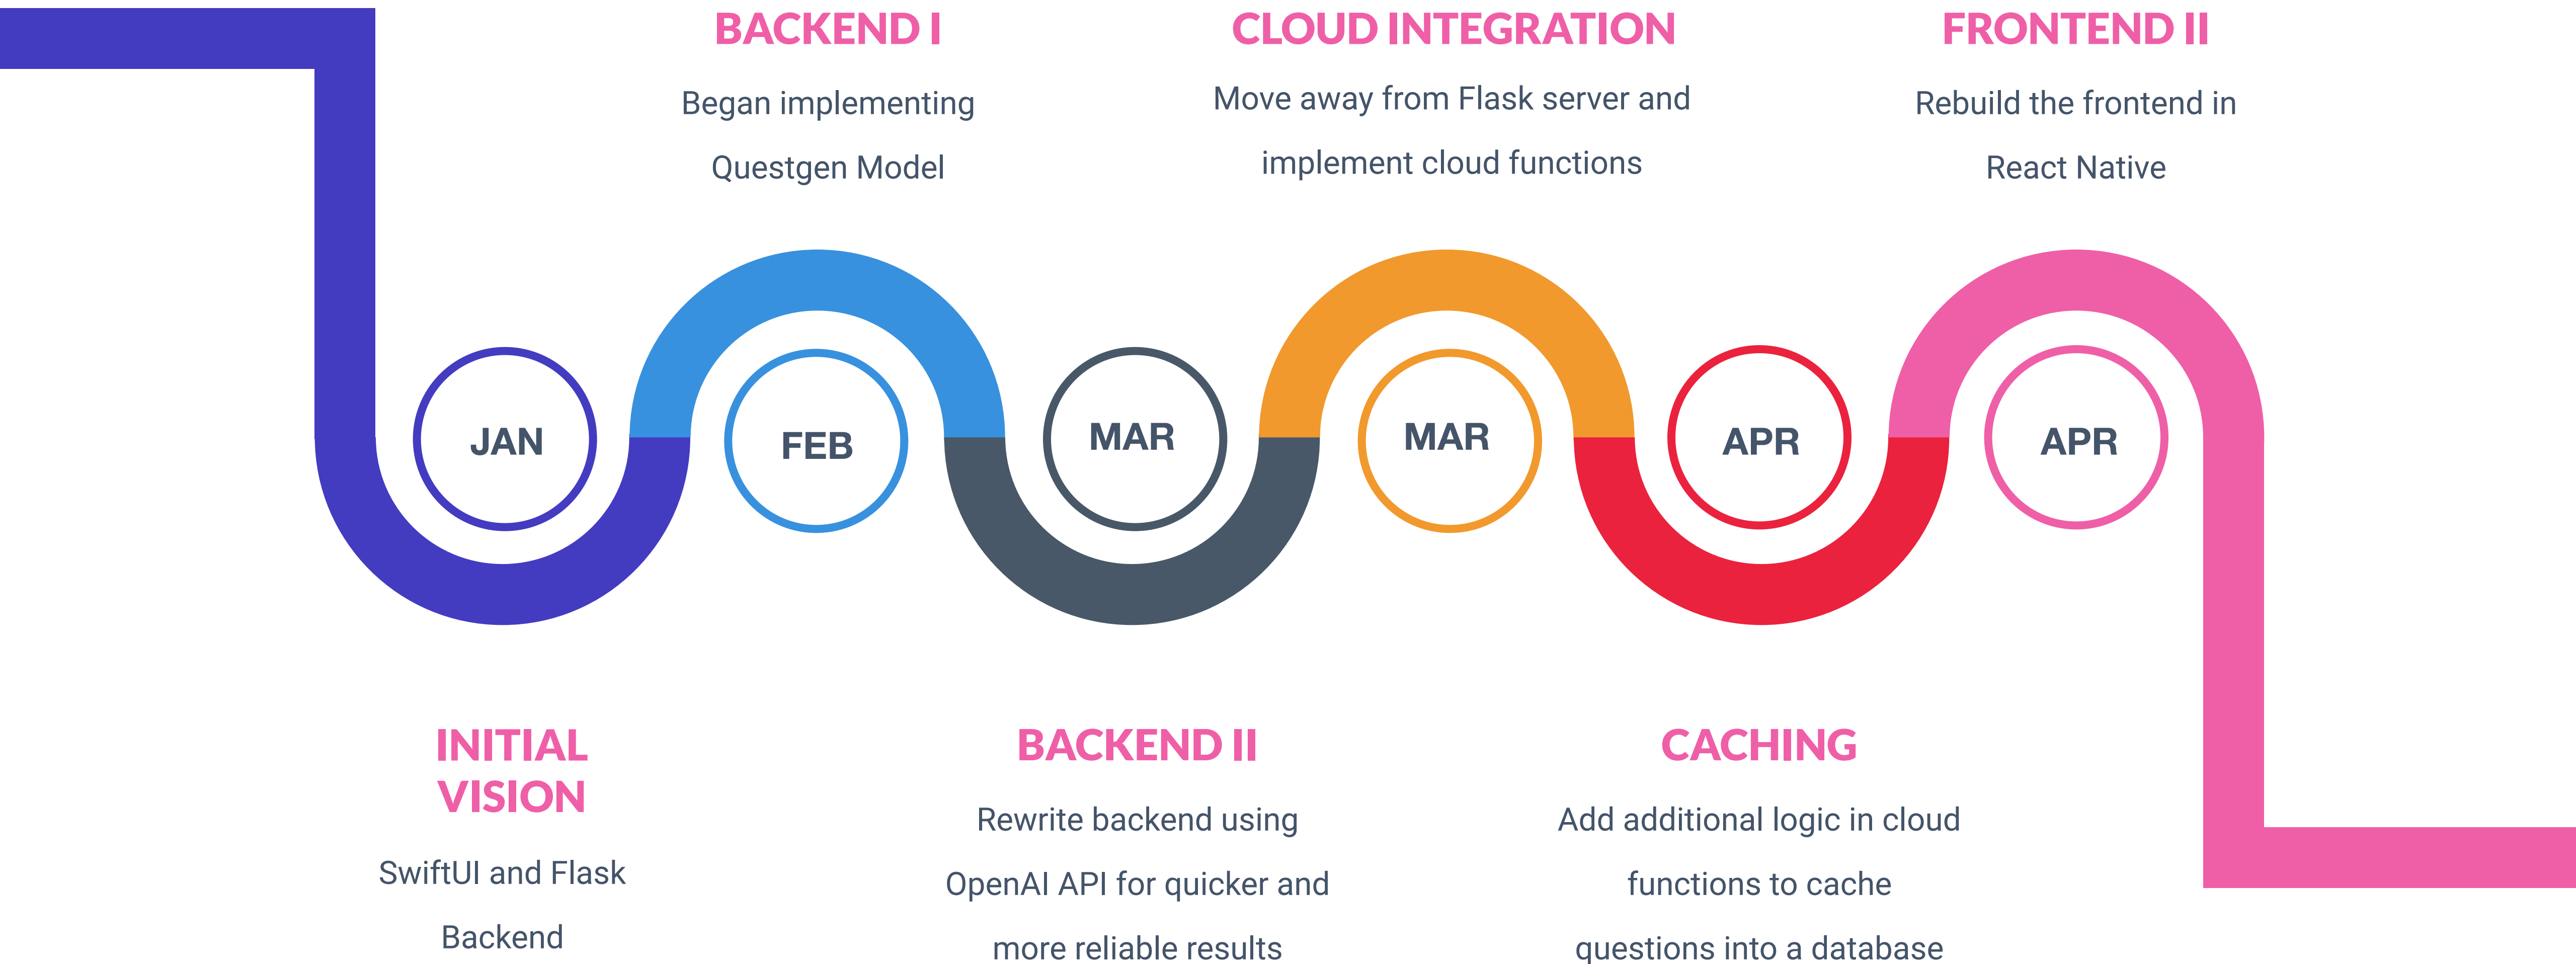 BACKEND I
Began implementing
Questgen Model
CLOUD INTEGRATION
Move away from Flask server and
implement cloud functions
FRONTEND II
Rebuild the frontend in
React Native
JAN
FEB
MAR
MAR
APR
APR
INITIAL
VISION
SwiftUI and Flask
Backend
BACKEND II
Rewrite backend using
OpenAI API for quicker and
more reliable results
CACHING
Add additional logic in cloud
functions to cache
questions into a database